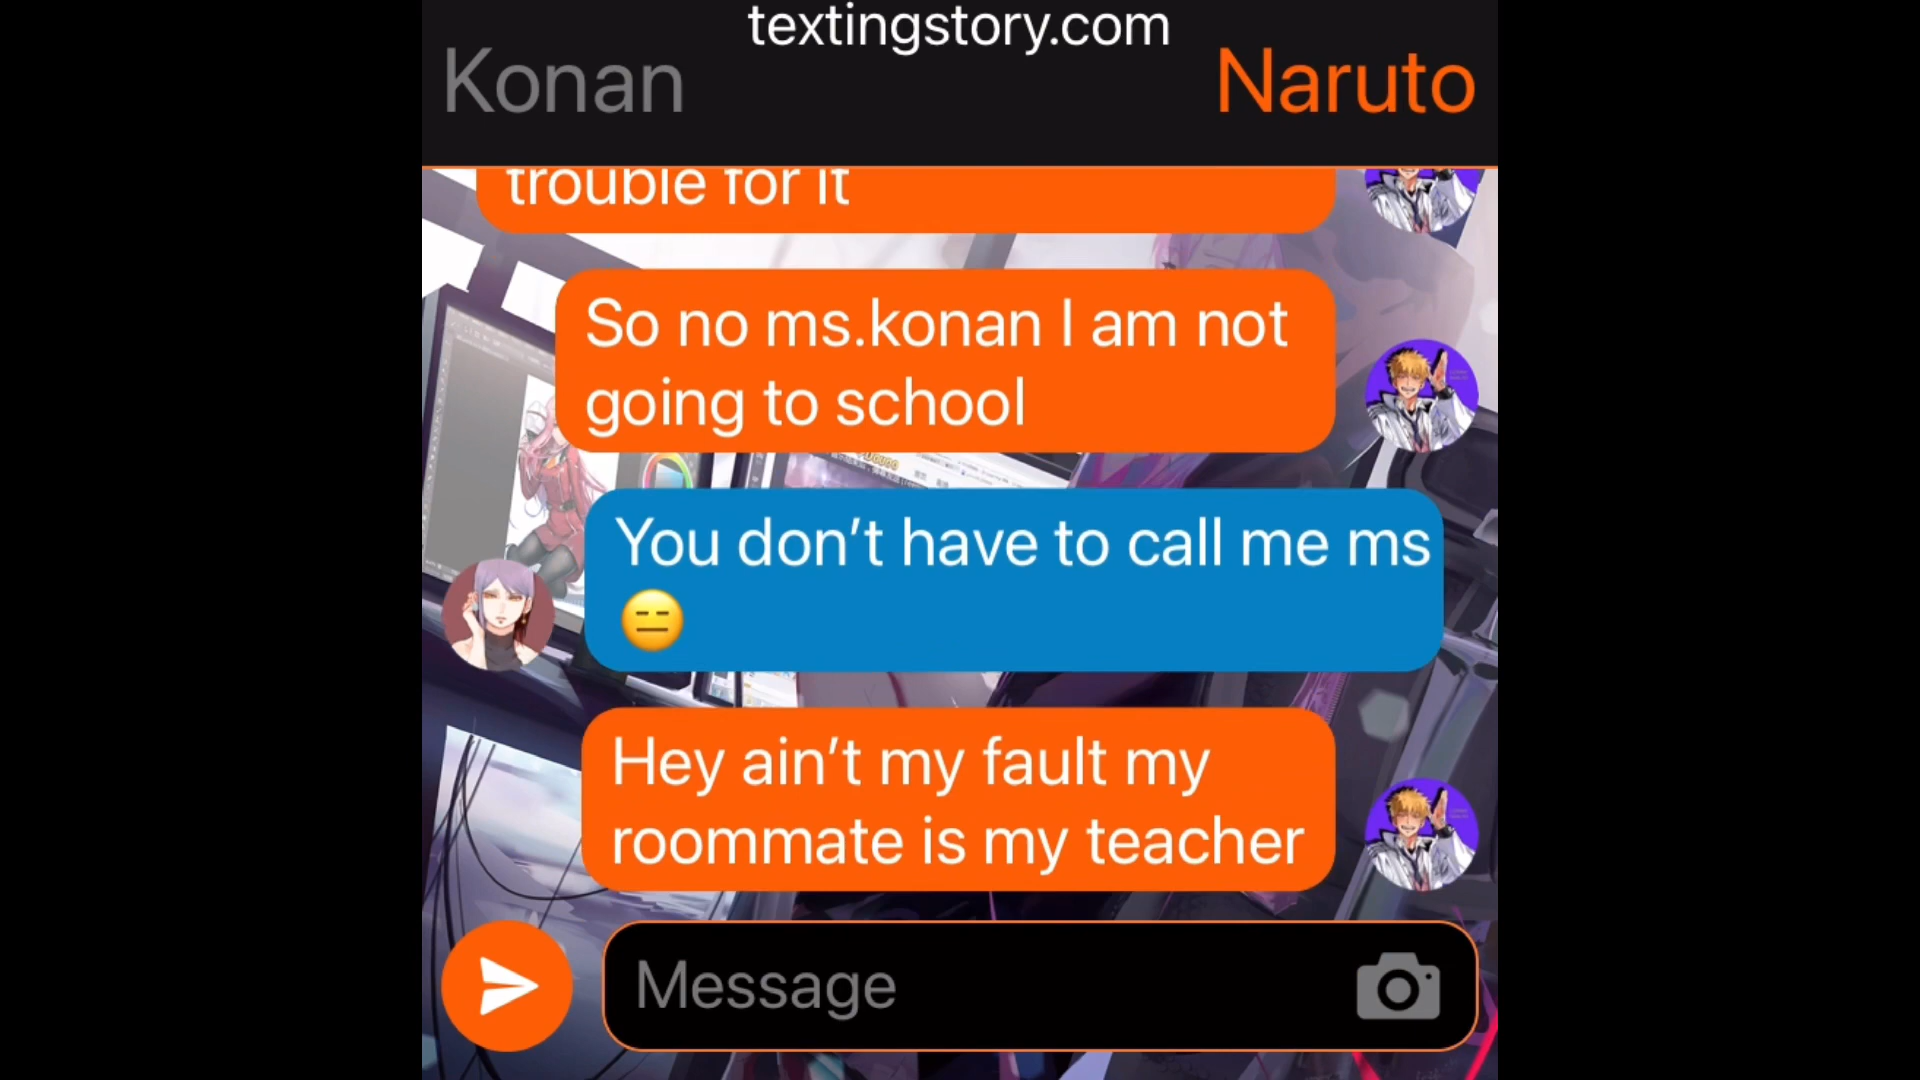 textingstory.com
Konan
Naruto
trouble for it
So no ms.konan I am not
going to school
You don’t have to call me ms
😑
Hey ain’t my fault my
roommate is my teacher
Message